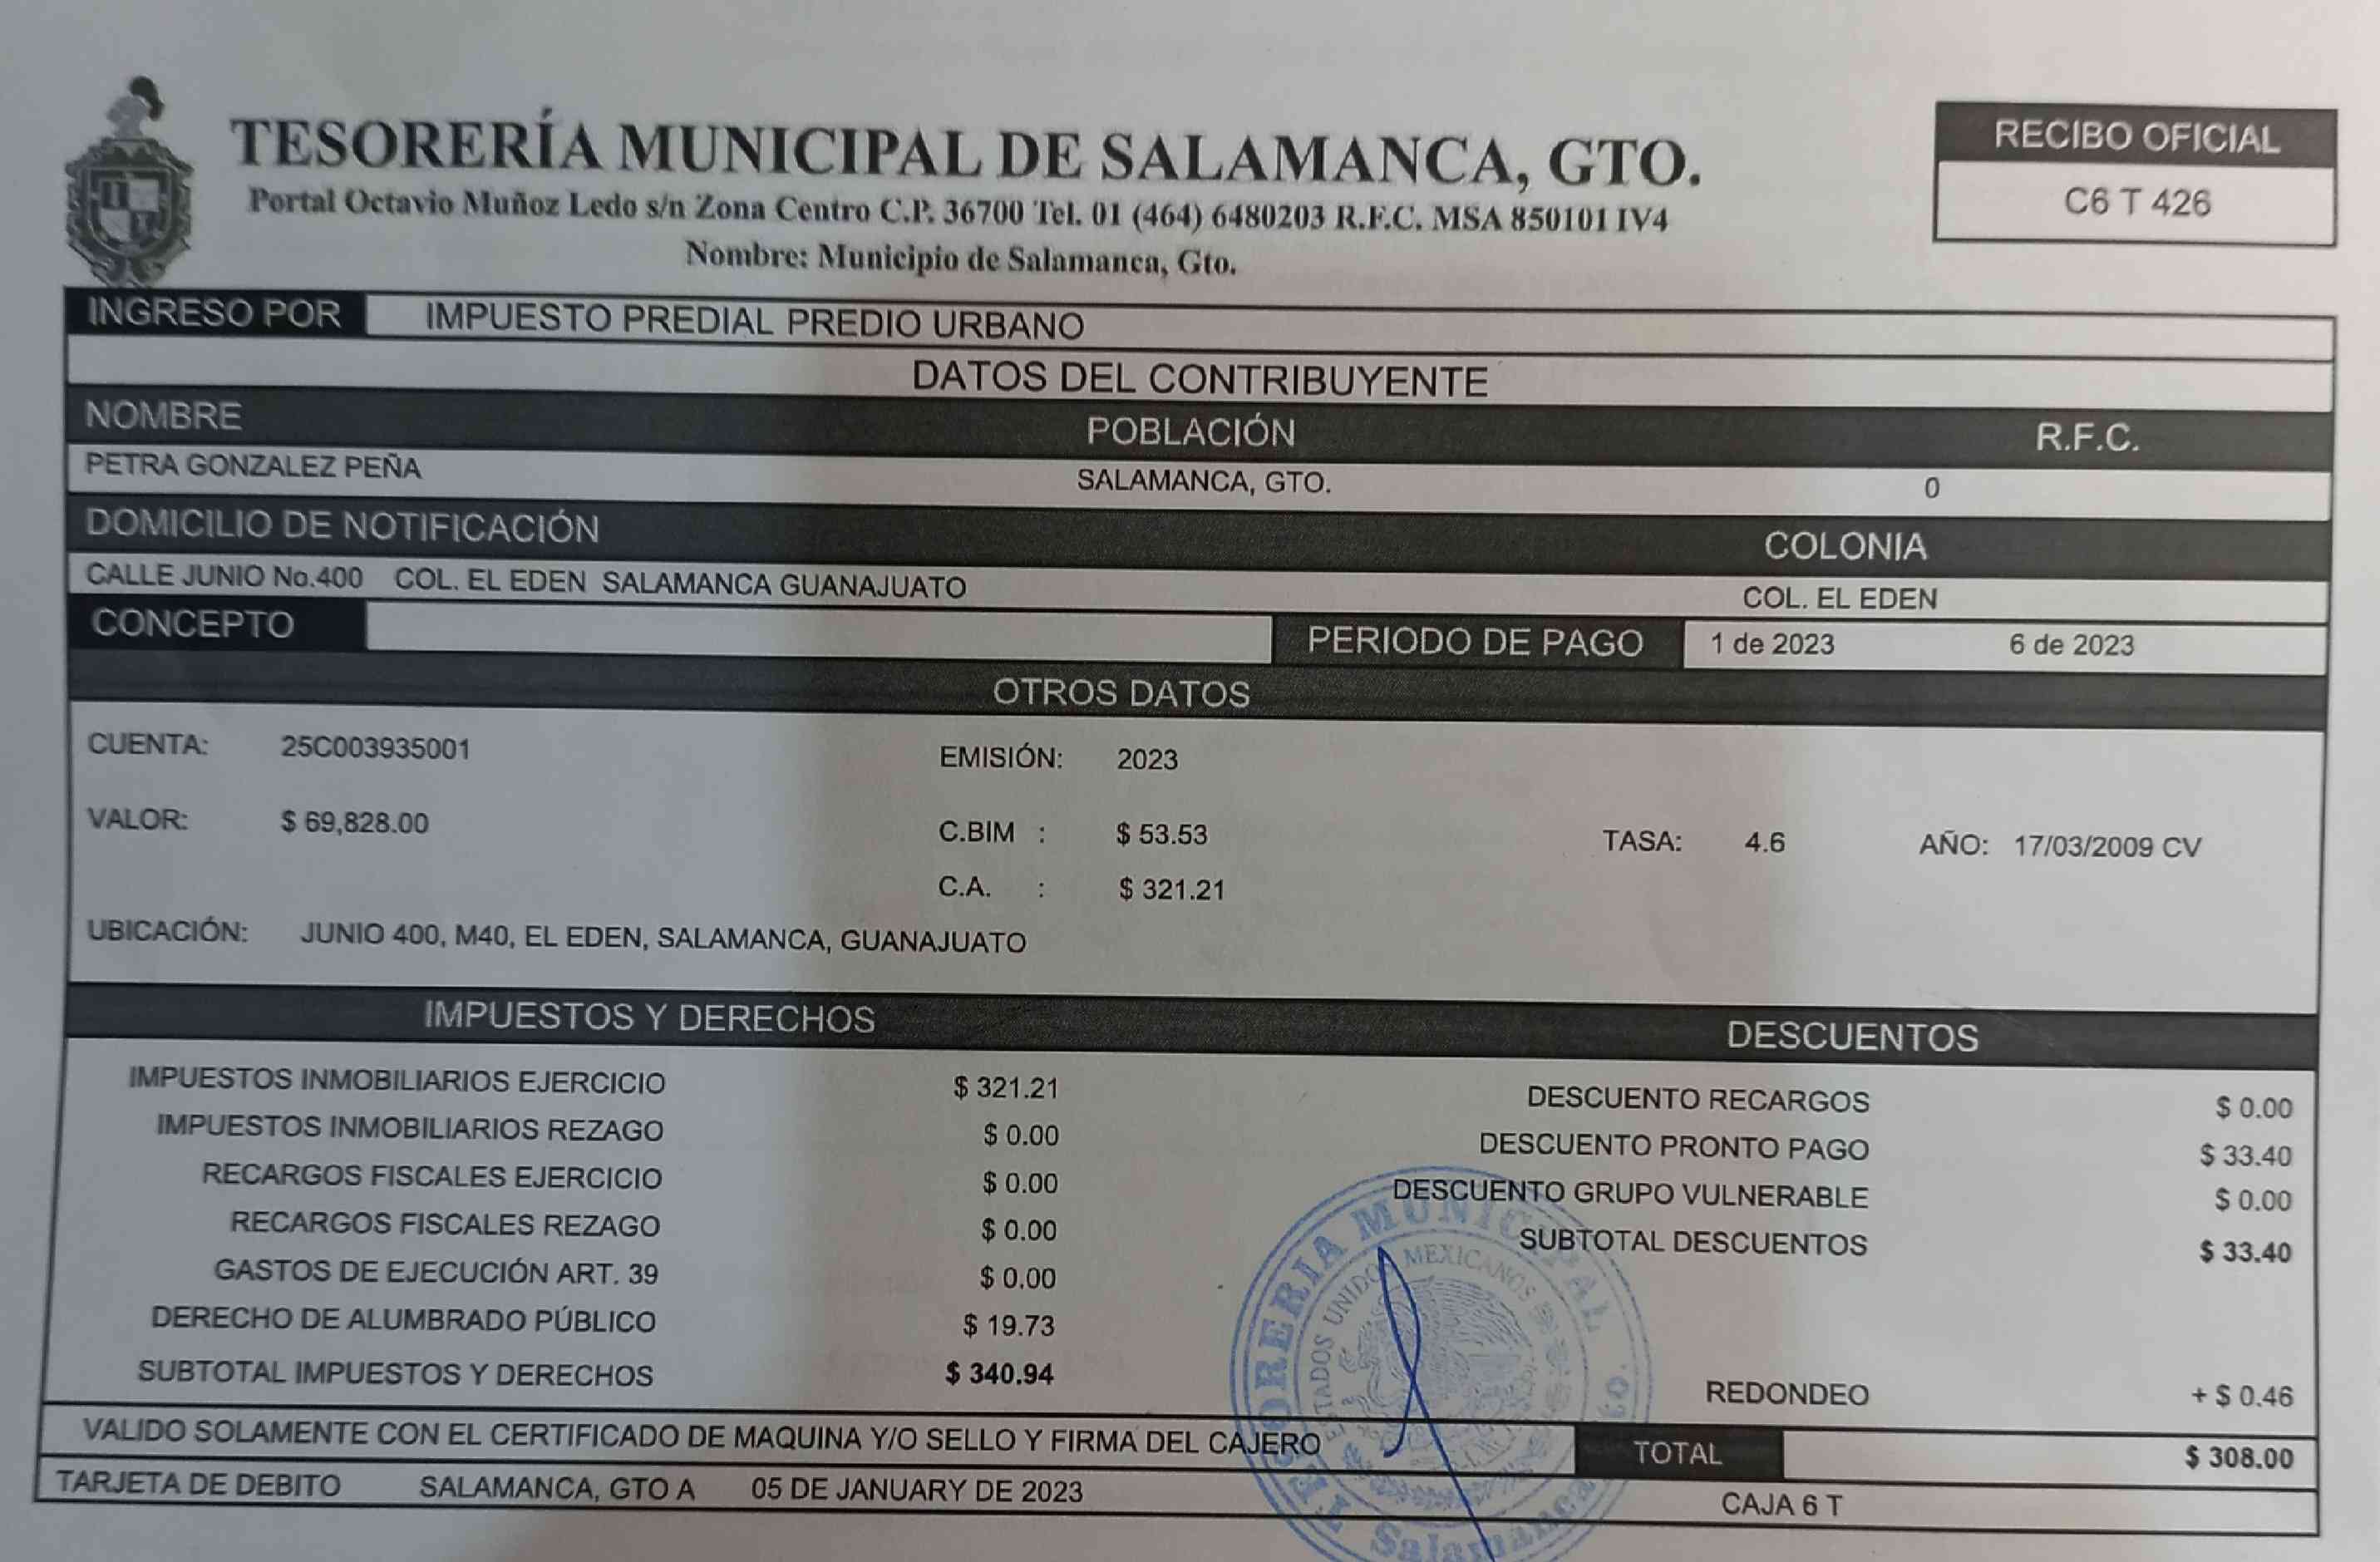 TESORERÍA MUNICIPAL DE SALAMANCA, GTO.
Portal Octavio Muñoz Ledo s/n Zona Centro C.P. 36700 Tel. 01 (464) 6480203 R.F.C. MSA 850101 IV4
Nombre: Municipio de Salamanca, Gto.
RECIBO OFICIAL
C6 T 426
INGRESO POR IMPUESTO PREDIAL PREDIO URBANO
DATOS DEL CONTRIBUYENTE
NOMBRE POBLACIÓN R.F.C.
PETRA GONZALEZ PEÑA SALAMANCA, GTO. 0
DOMICILIO DE NOTIFICACIÓN COLONIA
CALLE JUNIO No.400 COL. EL EDEN SALAMANCA GUANAJUATO COL. EL EDEN
CONCEPTO PERIODO DE PAGO 1 de 2023 6 de 2023
OTROS DATOS
CUENTA: 25C003935001 EMISIÓN: 2023
VALOR: $ 69,828.00 C.BIM : $ 53.53 TASA: 4.6 AÑO: 17/03/2009 CV
C.A. : $ 321.21
UBICACIÓN: JUNIO 400, M40, EL EDEN, SALAMANCA, GUANAJUATO
IMPUESTOS Y DERECHOS DESCUENTOS
IMPUESTOS INMOBILIARIOS EJERCICIO $ 321.21 DESCUENTO RECARGOS $ 0.00
IMPUESTOS INMOBILIARIOS REZAGO $ 0.00 DESCUENTO PRONTO PAGO $ 33.40
RECARGOS FISCALES EJERCICIO $ 0.00 DESCUENTO GRUPO VULNERABLE $ 0.00
RECARGOS FISCALES REZAGO $ 0.00 SUBTOTAL DESCUENTOS $ 33.40
GASTOS DE EJECUCIÓN ART. 39 $ 0.00
DERECHO DE ALUMBRADO PÚBLICO $ 19.73
SUBTOTAL IMPUESTOS Y DERECHOS $ 340.94 REDONDEO + $ 0.46
VALIDO SOLAMENTE CON EL CERTIFICADO DE MAQUINA Y/O SELLO Y FIRMA DEL CAJERO TOTAL $ 308.00
TARJETA DE DEBITO SALAMANCA, GTO A 05 DE JANUARY DE 2023 CAJA 6 T
TESORERIA MUNICIPAL
ESTADOS UNIDOS MEXICANOS
Salamanca